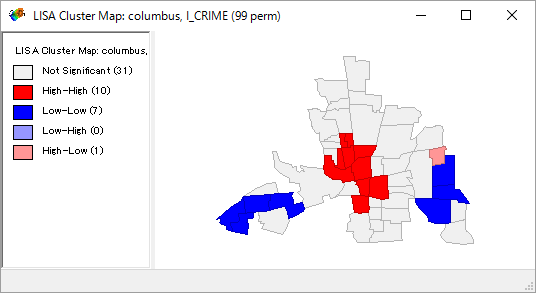 LISA Cluster Map: columbus, I_CRIME (99 perm)
LISA Cluster Map: columbus,
Not Significant (31)
High-High (10)
Low-Low (7)
Low-High (0)
High-Low (1)